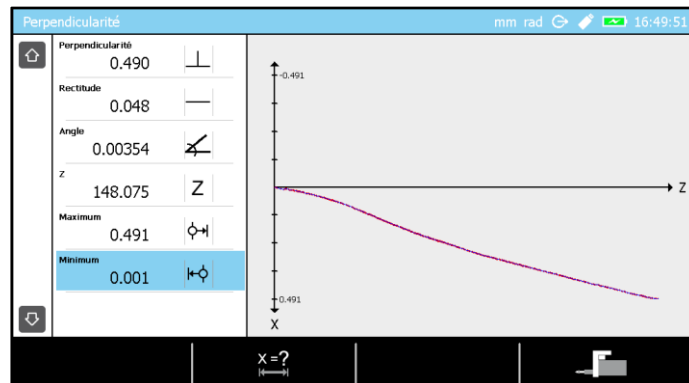 Perpendicularité
mm rad 16:49:51
Perpendicularité
0.490
Rectitude
0.048
Angle
0.00354
Z
148.075 Z
Maximum
0.491
Minimum
0.001
-0.491
Z
0.491
X
X =?